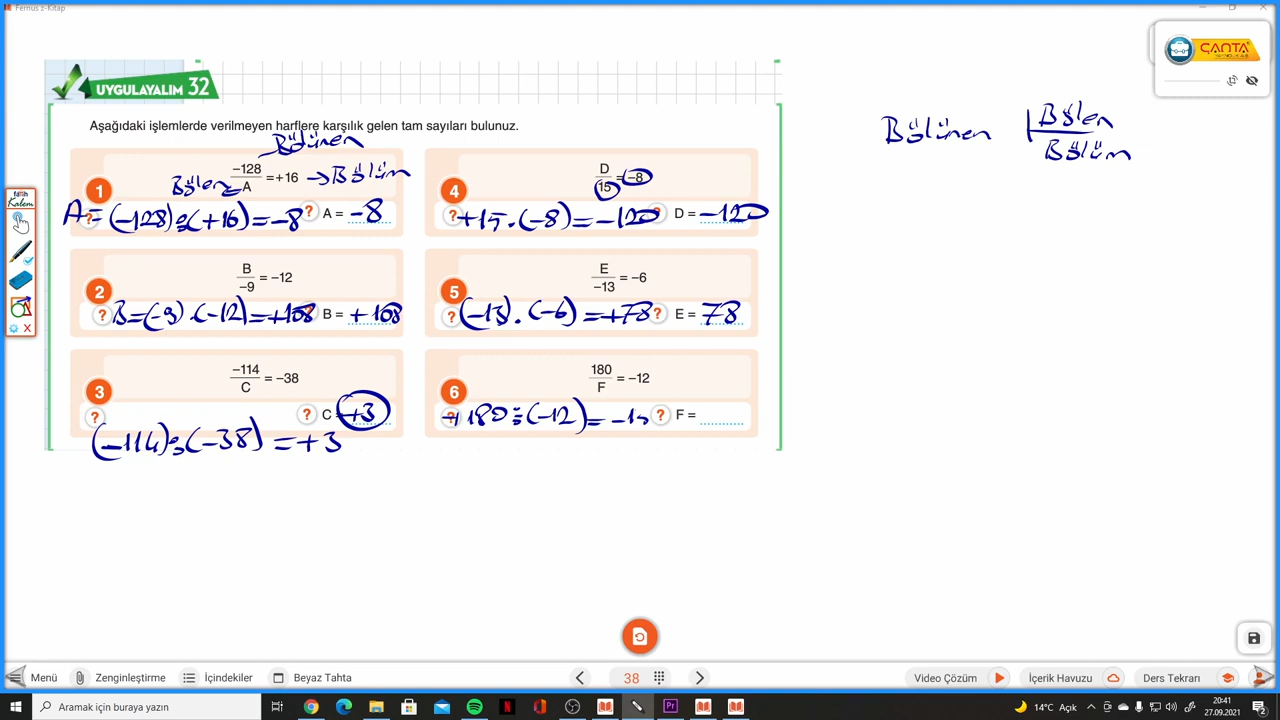 Fernus z-Kitap
ÇANTA
UYGULAYALIM 32
Aşağıdaki işlemlerde verilmeyen harflere karşılık gelen tam sayıları bulunuz.
Bölünen
Bölen
Bölüm
Bölünen
1
Bölen
-128
A
=+16
→Bölüm
A=(-128):(+16)=-8
? A = -8
2
B
-9
= -12
? B=(-9).(-12)=+108
? B = +108
3
-114
C
= -38
?
? C = +3
(-114):(-38)=+3
4
D
15
= -8
? +15.(-8)=-120
D = -120
5
E
-13
= -6
? (-13).(-6)=+78
? E = 78
6
180
F
= -12
+180÷(-12)=-15
? F =
fatih
Kalem
Menü
Zenginleştirme
İçindekiler
Beyaz Tahta
38
Video Çözüm
İçerik Havuzu
Ders Tekrarı
Aramak için buraya yazın
14°C Açık
20:41
27.09.2021